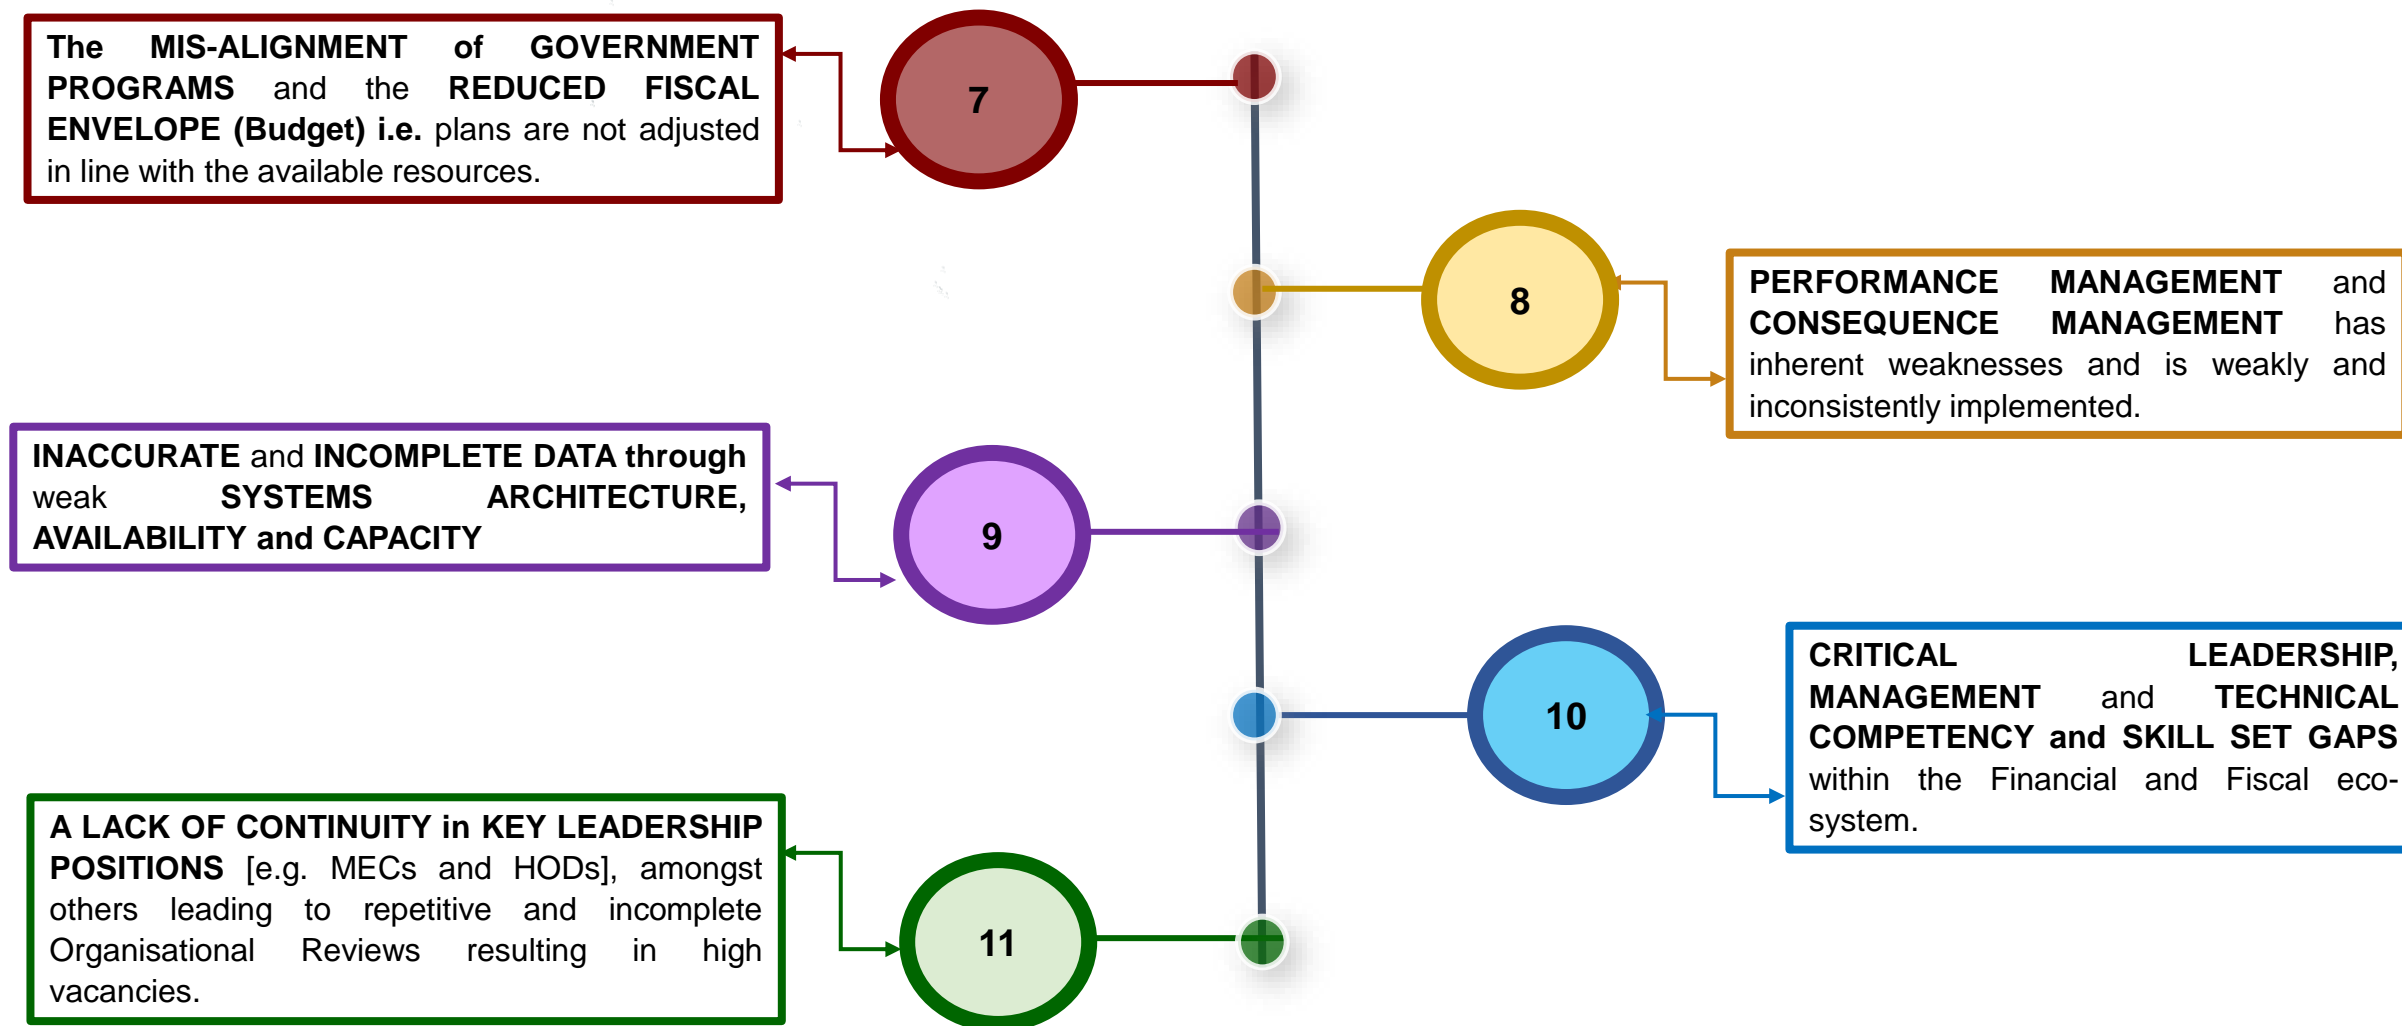 The MIS-ALIGNMENT of GOVERNMENT
PROGRAMS and the REDUCED FISCAL
ENVELOPE (Budget) i.e. plans are not adjusted
in line with the available resources.
7
8
PERFORMANCE MANAGEMENT and
CONSEQUENCE MANAGEMENT has
inherent weaknesses and is weakly and
inconsistently implemented.
INACCURATE and INCOMPLETE DATA through
weak SYSTEMS ARCHITECTURE,
AVAILABILITY and CAPACITY
9
10
CRITICAL LEADERSHIP,
MANAGEMENT and TECHNICAL
COMPETENCY and SKILL SET GAPS
within the Financial and Fiscal eco-
system.
A LACK OF CONTINUITY in KEY LEADERSHIP
POSITIONS [e.g. MECs and HODs], amongst
others leading to repetitive and incomplete
Organisational Reviews resulting in high
vacancies.
11